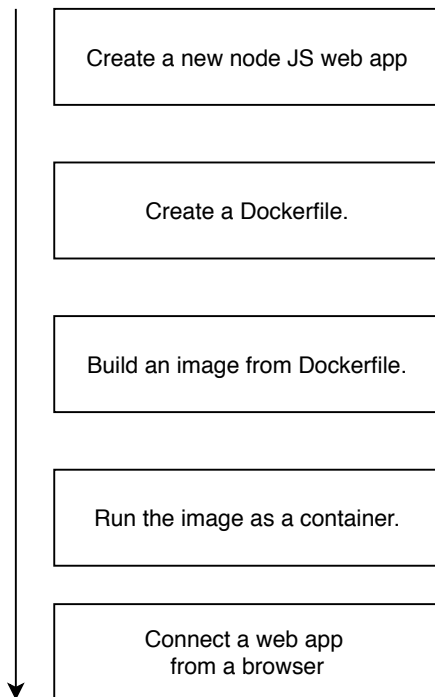 Create a new node JS web app
Create a Dockerfile.
Build an image from Dockerfile.
Run the image as a container.
Connect a web app
from a browser